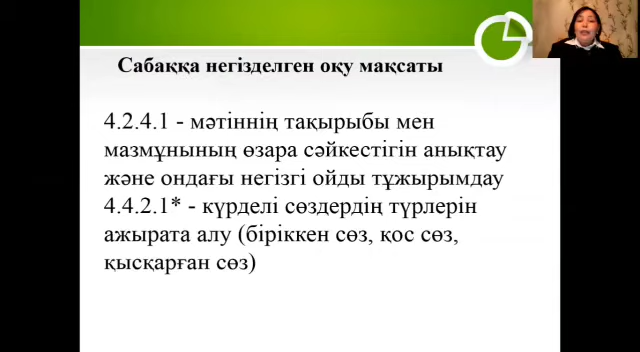 Сабаққа негізделген оқу мақсаты
4.2.4.1 - мәтіннің тақырыбы мен
мазмұнының өзара сәйкестігін анықтау
және ондағы негізгі ойды тұжырымдау
4.4.2.1* - күрделі сөздердің түрлерін
ажырата алу (біріккен сөз, қос сөз,
қысқарған сөз)